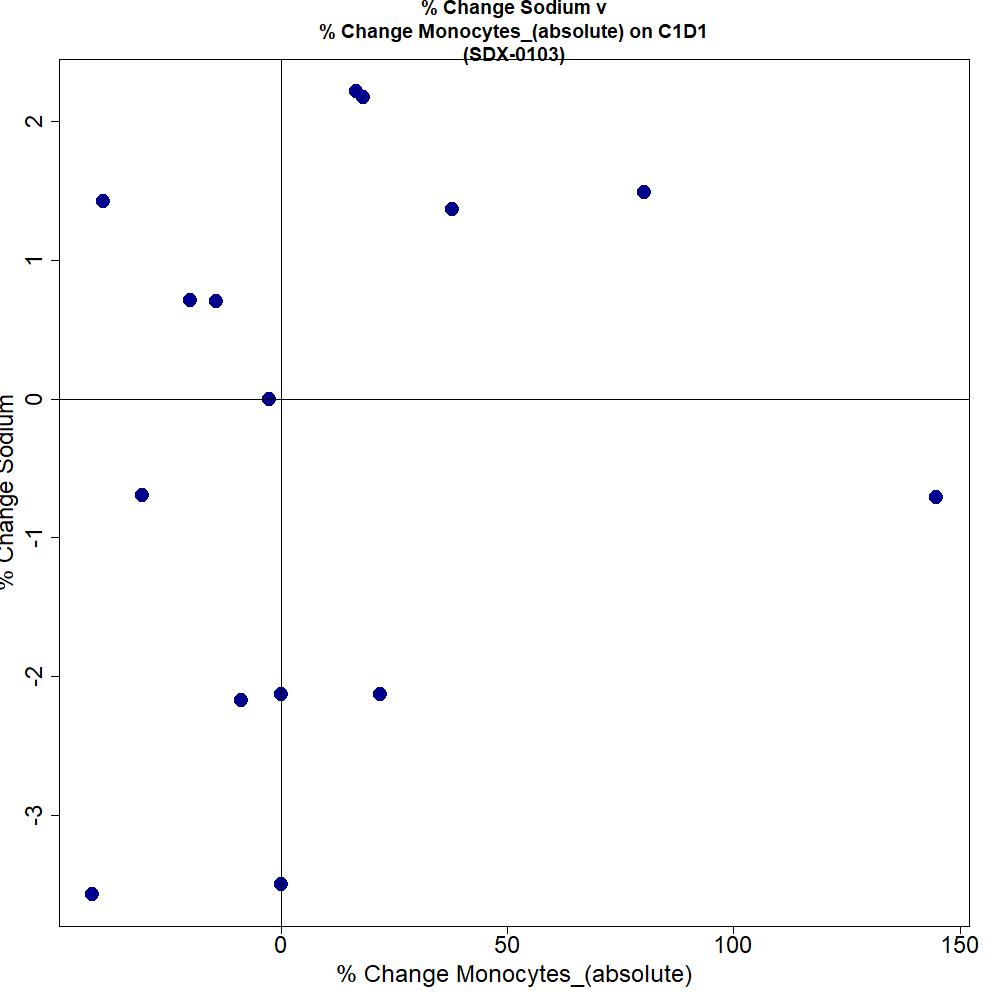 % Change Sodium v
% Change Monocytes_(absolute) on C1D1
(SDX-0103)
% Change Sodium
2
1
0
-1
-2
-3
0
50
100
150
% Change Monocytes_(absolute)